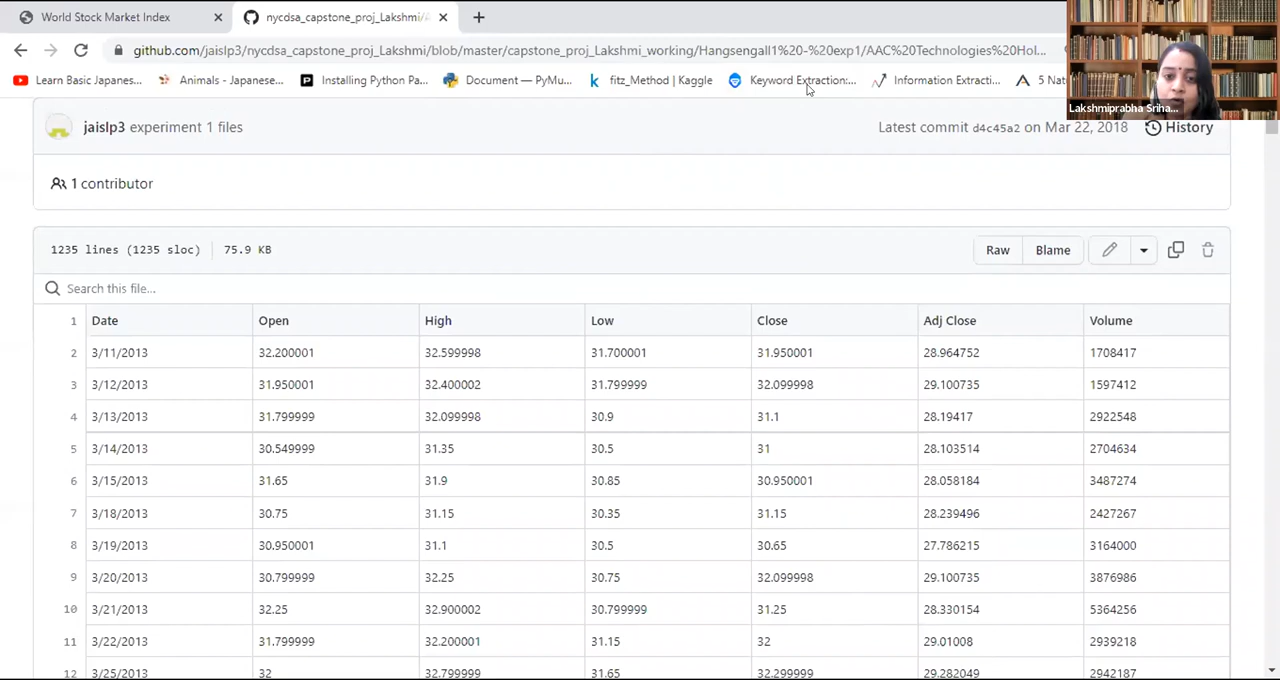 World Stock Market Index
nycdsa_capstone_proj_Lakshmi/
github.com/jaislp3/nycdsa_capstone_proj_Lakshmi/blob/master/capstone_proj_Lakshmi_working/Hangsengall1%20-%20exp1/AAC%20Technologies%20Hol...
Learn Basic Japanes... Animals - Japanese... Installing Python Pa... Document — PyMu... fitz_Method | Kaggle Keyword Extraction:... Information Extracti... 5 Nat
Lakshmiprabha Sriha...
jaislp3 experiment 1 files Latest commit d4c45a2 on Mar 22, 2018 History
1 contributor
1235 lines (1235 sloc) 75.9 KB Raw Blame
Search this file...
1 Date Open High Low Close Adj Close Volume
2 3/11/2013 32.200001 32.599998 31.700001 31.950001 28.964752 1708417
3 3/12/2013 31.950001 32.400002 31.799999 32.099998 29.100735 1597412
4 3/13/2013 31.799999 32.099998 30.9 31.1 28.19417 2922548
5 3/14/2013 30.549999 31.35 30.5 31 28.103514 2704634
6 3/15/2013 31.65 31.9 30.85 30.950001 28.058184 3487274
7 3/18/2013 30.75 31.15 30.35 31.15 28.239496 2427267
8 3/19/2013 30.950001 31.1 30.5 30.65 27.786215 3164000
9 3/20/2013 30.799999 32.25 30.75 32.099998 29.100735 3876986
10 3/21/2013 32.25 32.900002 30.799999 31.25 28.330154 5364256
11 3/22/2013 31.799999 32.200001 31.15 32 29.01008 2939218
12 3/25/2013 32 32.799999 31.65 32.299999 29.282049 2942187